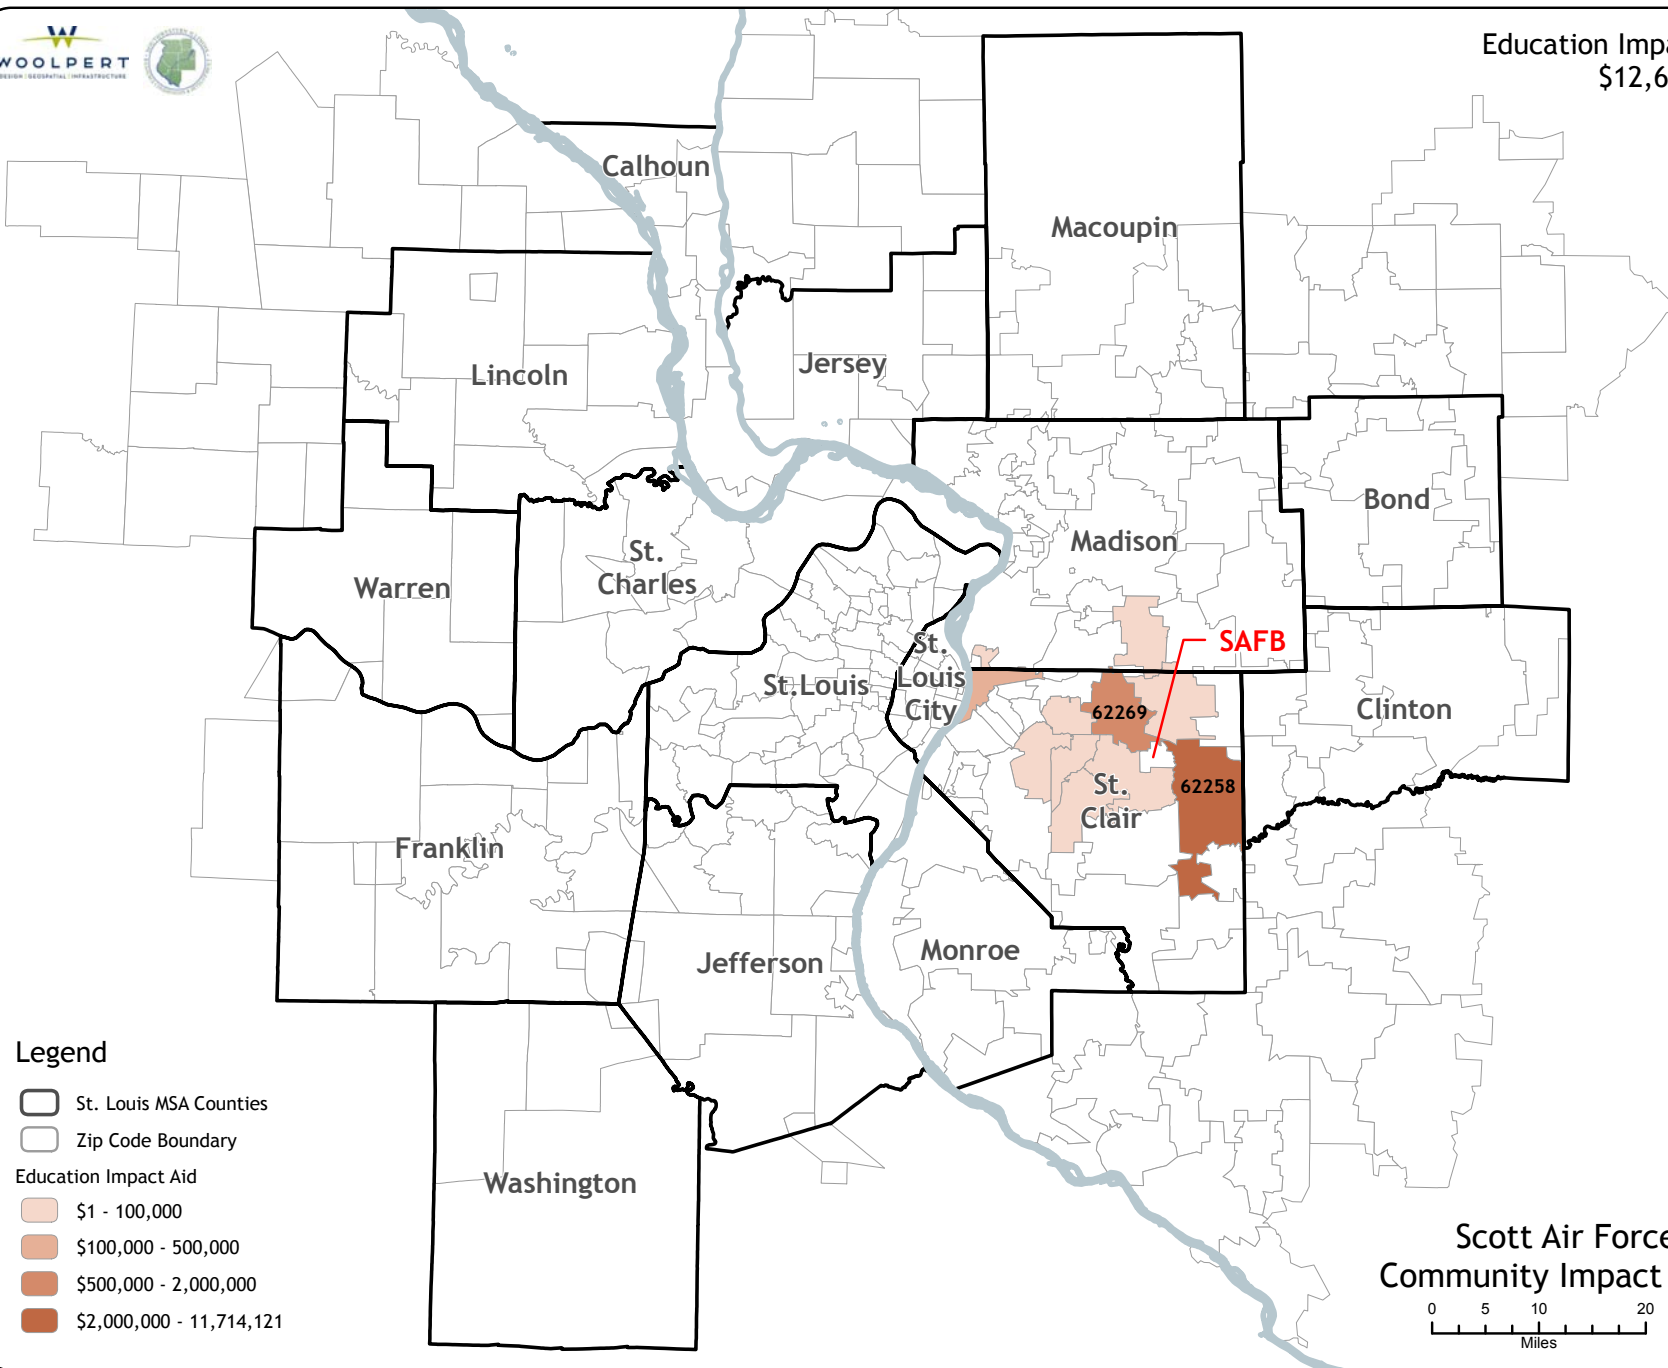 WOOLPERT
DESIGN | GEOSPATIAL | INFRASTRUCTURE
Education
$12,6
Calhoun
Macoupin
Lincoln
Jersey
Bond
Madison
St.
Charles
Warren
SAFB
St.
Louis
City
St.Louis
62269
Clinton
62258
St.
Clair
Franklin
Monroe
Jefferson
Washington
Legend
St. Louis MSA Counties
Zip Code Boundary
Education Impact Aid
$1 - 100,000
$100,000 - 500,000
$500,000 - 2,000,000
$2,000,000 - 11,714,121
Scott Air Force
Community Impact
0 5 10 20
Miles